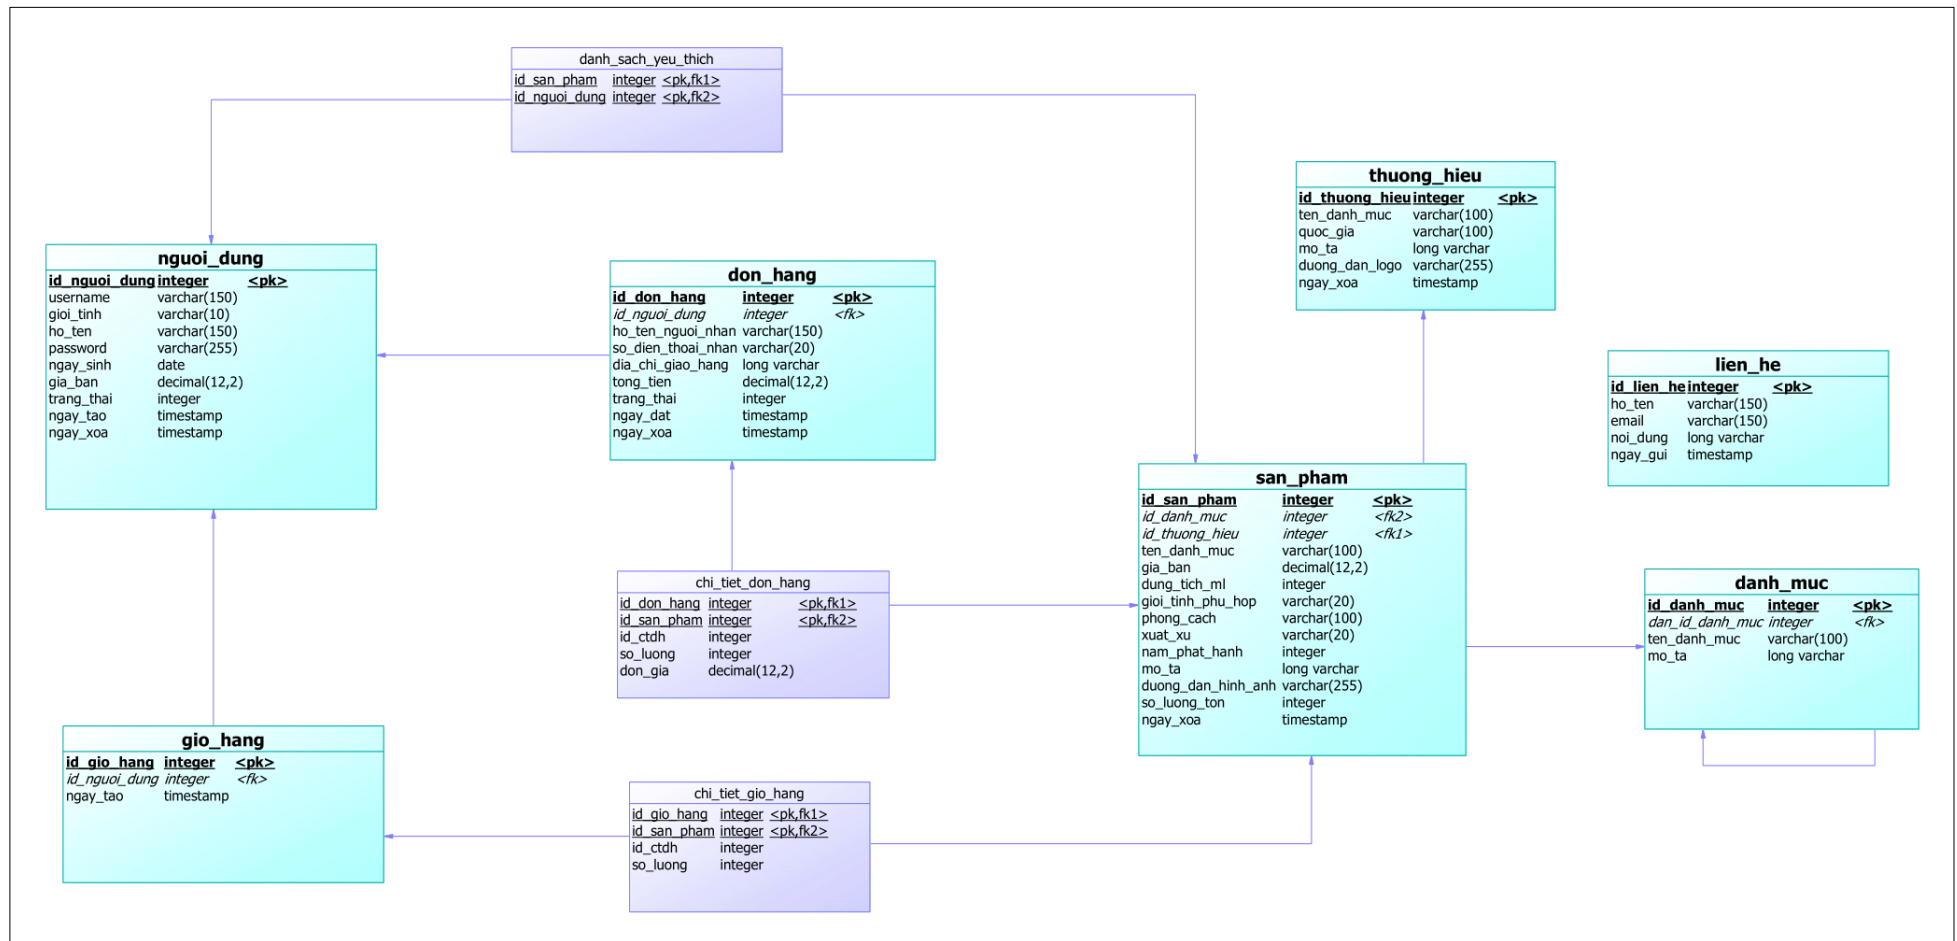 danh_sach_yeu_thich
id_san_pham integer <pk,fk1>
id_nguoi_dung integer <pk,fk2>
thuong_hieu
id_thuong_hieu integer <pk>
ten_danh_muc varchar(100)
quoc_gia varchar(100)
mo_ta long varchar
duong_dan_logo varchar(255)
ngay_xoa timestamp
nguoi_dung
id_nguoi_dung integer <pk>
username varchar(150)
gioi_tinh varchar(10)
ho_ten varchar(150)
password varchar(255)
ngay_sinh date
gia_ban decimal(12,2)
trang_thai integer
ngay_tao timestamp
ngay_xoa timestamp
don_hang
id_don_hang integer <pk>
id_nguoi_dung integer <fk>
ho_ten_nguoi_nhan varchar(150)
so_dien_thoai_nhan varchar(20)
dia_chi_giao_hang long varchar
tong_tien decimal(12,2)
trang_thai integer
ngay_dat timestamp
ngay_xoa timestamp
lien_he
id_lien_he integer <pk>
ho_ten varchar(150)
email varchar(150)
noi_dung long varchar
ngay_gui timestamp
san_pham
id_san_pham integer <pk>
id_danh_muc integer <fk2>
id_thuong_hieu integer <fk1>
ten_danh_muc varchar(100)
gia_ban decimal(12,2)
dung_tich_ml integer
gioi_tinh_phu_hop varchar(20)
phong_cach varchar(100)
xuat_xu varchar(20)
nam_phat_hanh integer
mo_ta long varchar
duong_dan_hinh_anh varchar(255)
so_luong_ton integer
ngay_xoa timestamp
chi_tiet_don_hang
id_don_hang integer <pk,fk1>
id_san_pham integer <pk,fk2>
id_ctdh integer
so_luong integer
don_gia decimal(12,2)
danh_muc
id_danh_muc integer <pk>
dan_id_danh_muc integer <fk>
ten_danh_muc varchar(100)
mo_ta long varchar
gio_hang
id_gio_hang integer <pk>
id_nguoi_dung integer <fk>
ngay_tao timestamp
chi_tiet_gio_hang
id_gio_hang integer <pk,fk1>
id_san_pham integer <pk,fk2>
id_ctdh integer
so_luong integer